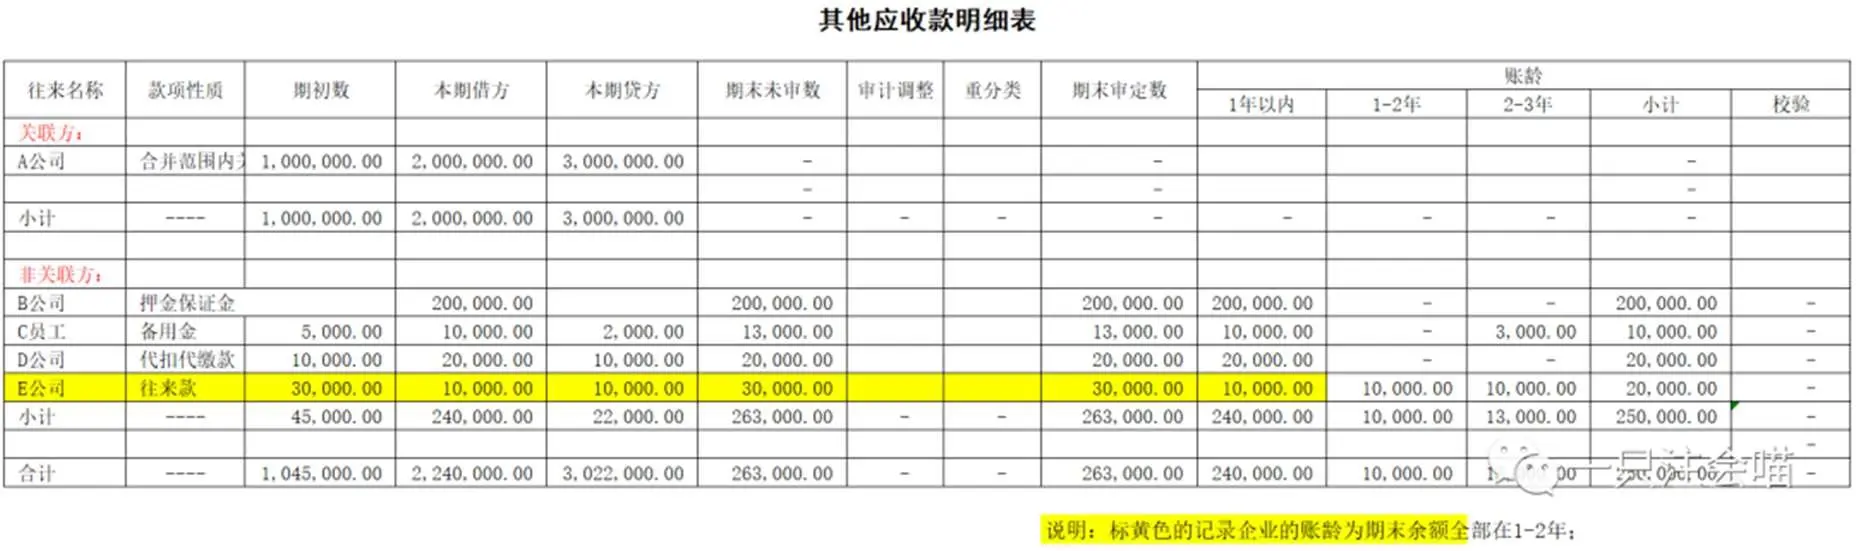 其他应收款明细表
往来名称 款项性质 期初数 本期借方 本期贷方 期末未审数 审计调整 重分类 期末审定数 账龄
1年以内 1-2年 2-3年 小计 校验
关联方:
A公司 合并范围内 1,000,000.00 2,000,000.00 3,000,000.00 - - -
- - -
小计 ---- 1,000,000.00 2,000,000.00 3,000,000.00 - - - - - - - -
非关联方:
B公司 押金保证金 200,000.00 200,000.00 200,000.00 200,000.00 - - 200,000.00 -
C员工 备用金 5,000.00 10,000.00 2,000.00 13,000.00 13,000.00 10,000.00 - 3,000.00 10,000.00 -
D公司 代扣代缴款 10,000.00 20,000.00 10,000.00 20,000.00 20,000.00 20,000.00 - - 20,000.00 -
E公司 往来款 30,000.00 10,000.00 10,000.00 30,000.00 30,000.00 10,000.00 10,000.00 10,000.00 20,000.00 -
小计 ---- 45,000.00 240,000.00 22,000.00 263,000.00 - - 263,000.00 240,000.00 10,000.00 13,000.00 250,000.00 -
-
合计 ---- 1,045,000.00 2,240,000.00 3,022,000.00 263,000.00 - - 263,000.00 240,000.00 10,000.00 -
一只注会喵
说明: 标黄色的记录企业的账龄为期末余额全部在1-2年;